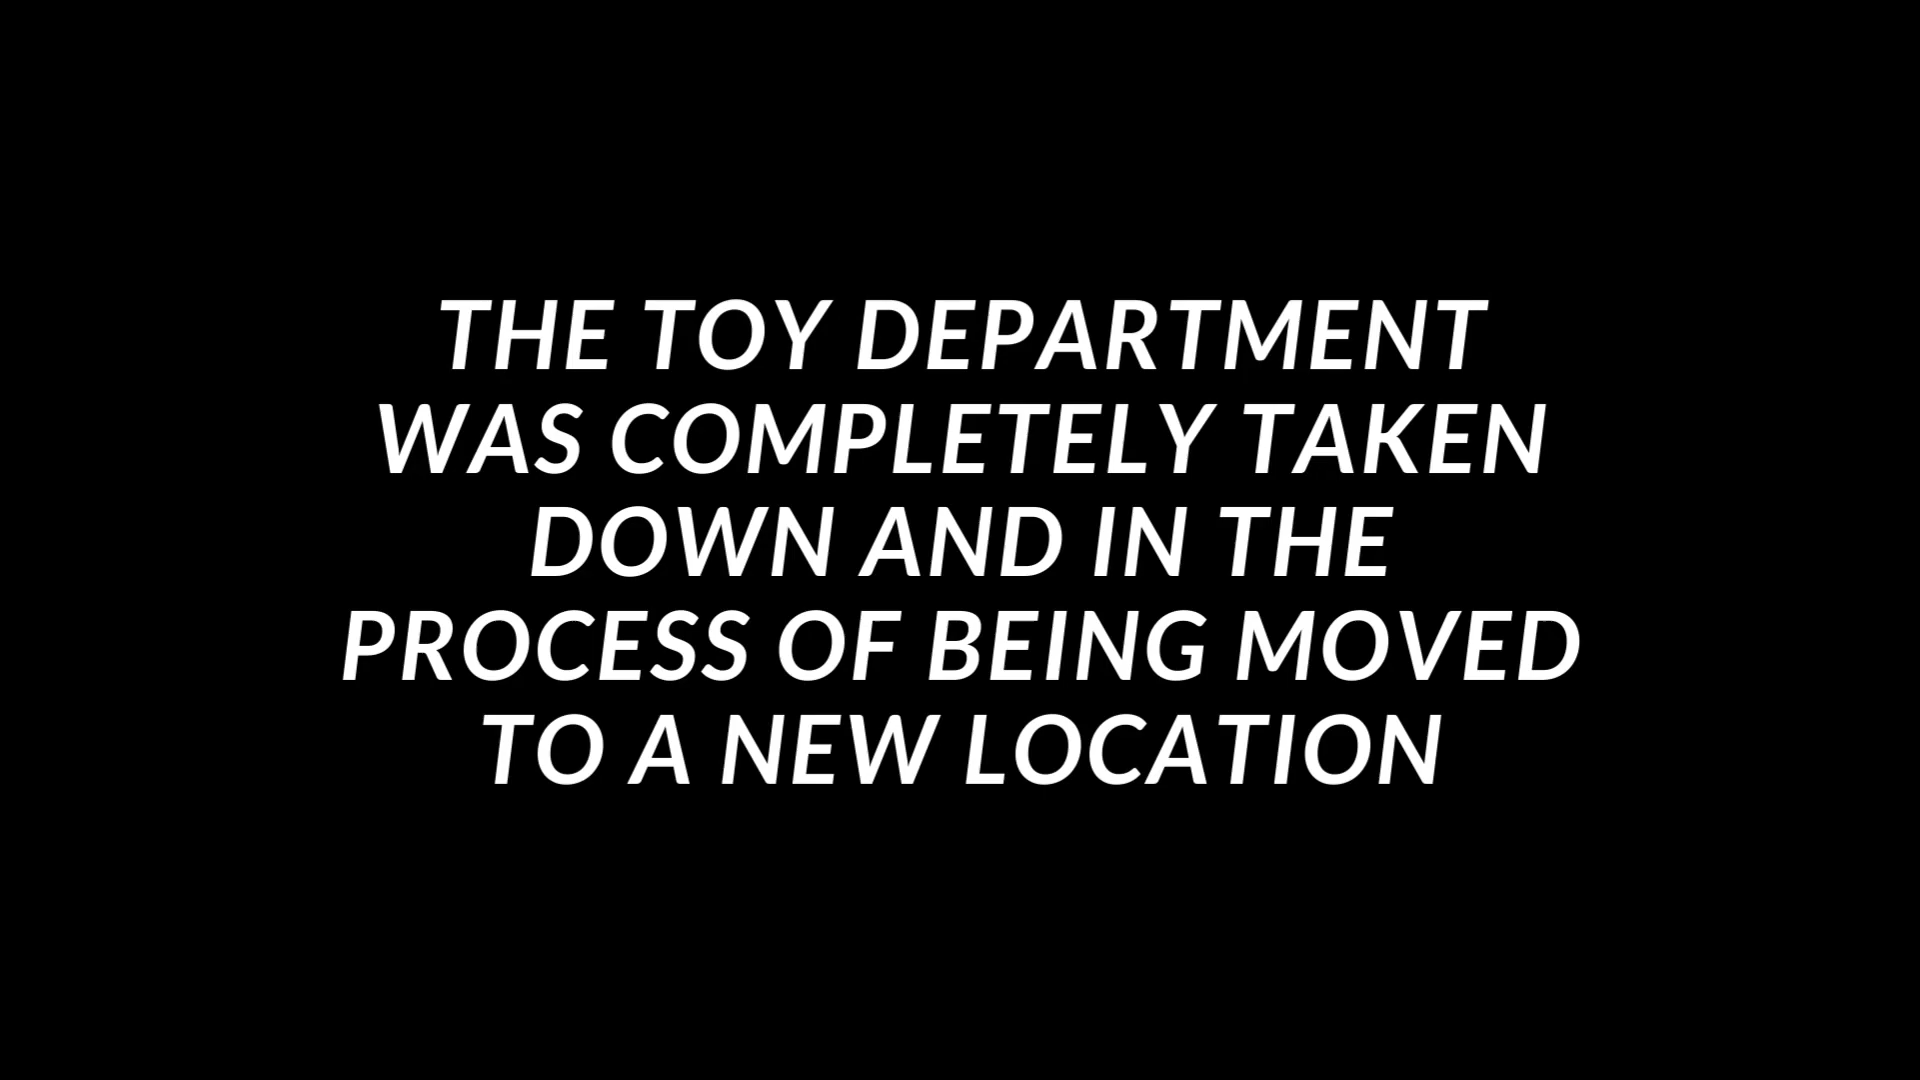 THE TOY DEPARTMENT
WAS COMPLETELY TAKEN
DOWN AND IN THE
PROCESS OF BEING MOVED
TO A NEW LOCATION